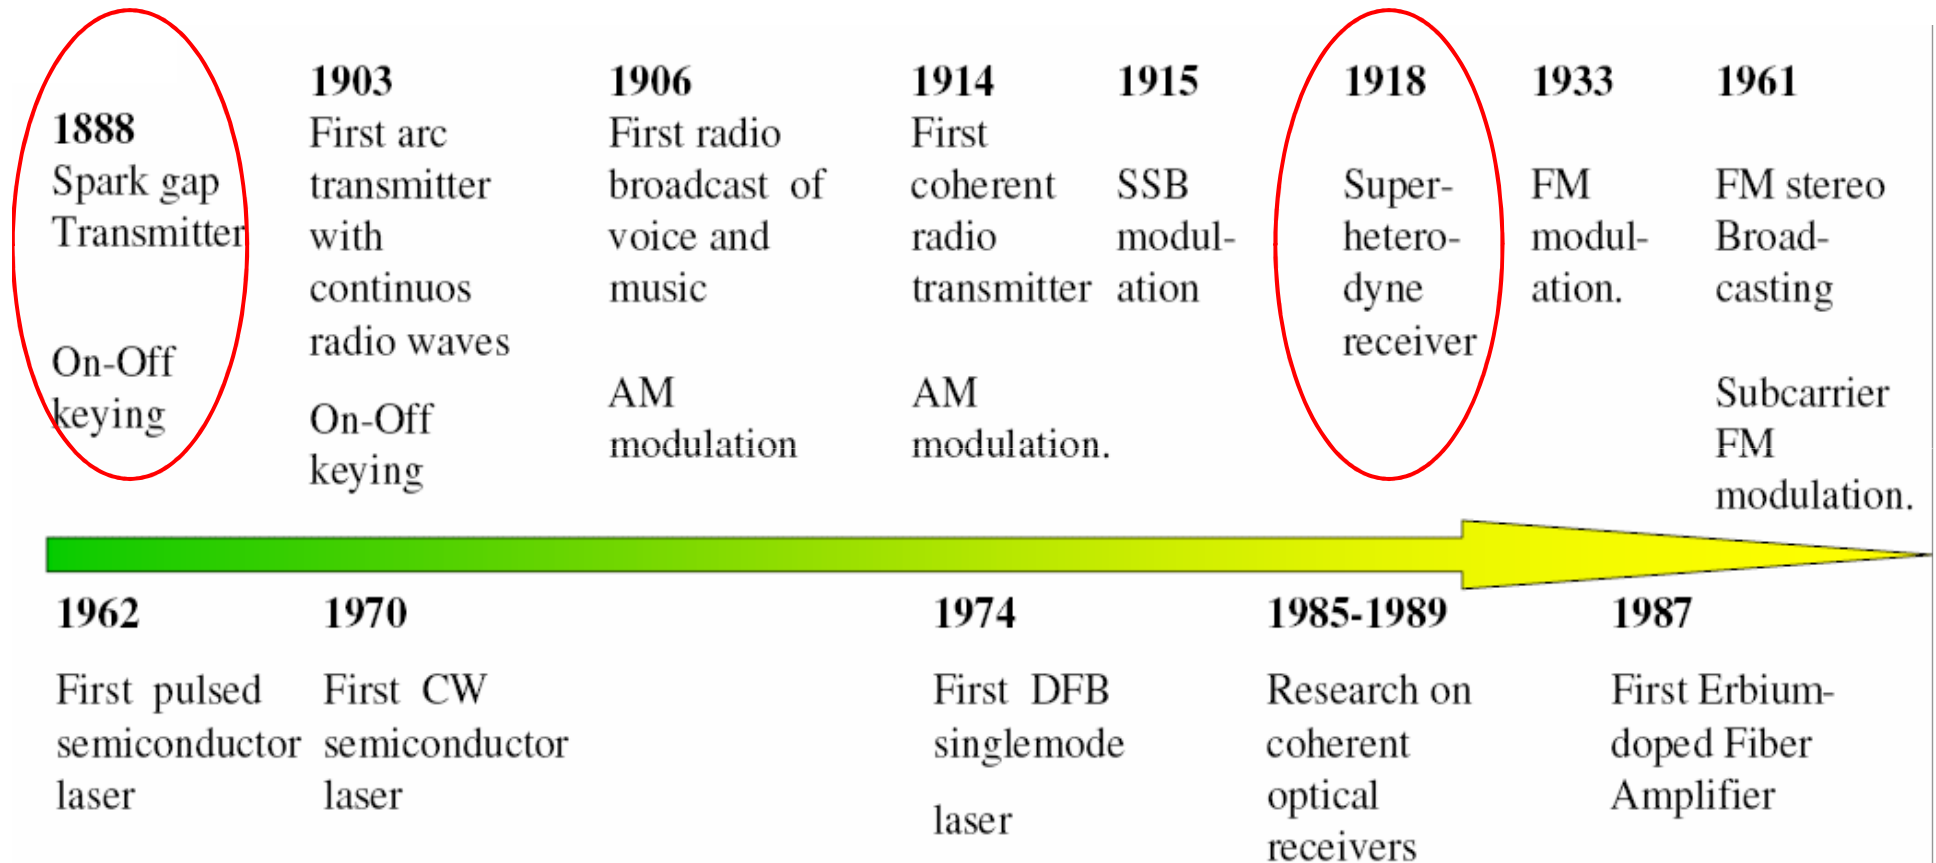 1888
Spark gap
Transmitter
On-Off
keying
1903
First arc
transmitter
with
continuos
radio waves
On-Off
keying
1906
First radio
broadcast of
voice and
music
AM
modulation
1914
First
coherent
radio
transmitter
AM
modulation.
1915
SSB
modul-
ation
1918
Super-
hetero-
dyne
receiver
1933
FM
modul-
ation.
1961
FM stereo
Broad-
casting
Subcarrier
FM
modulation.
1962
First pulsed
semiconductor
laser
1970
First CW
semiconductor
laser
1974
First DFB
singlemode
laser
1985-1989
Research on
coherent
optical
receivers
1987
First Erbium-
doped Fiber
Amplifier